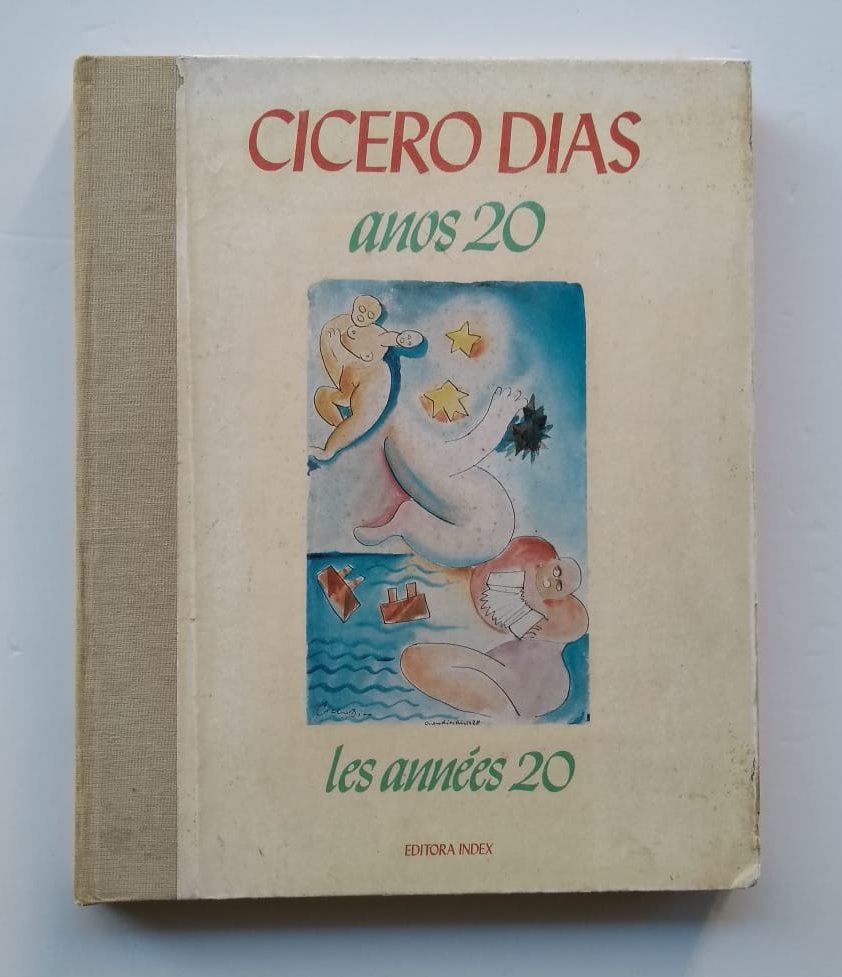 CICERO DIAS
anos 20
les années 20
EDITORA INDEX